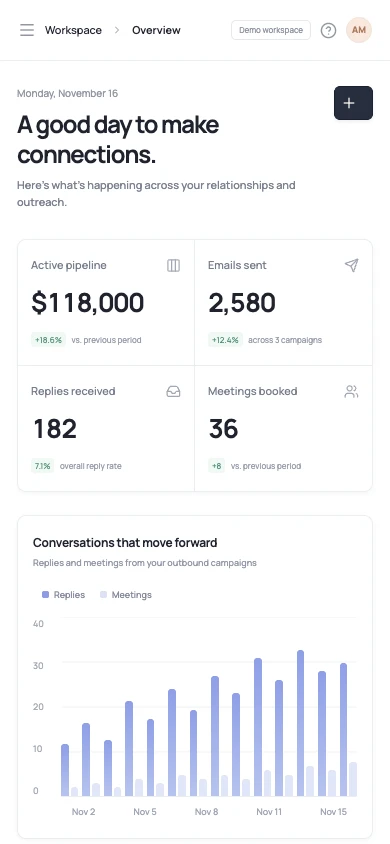 Workspace > Overview
Demo workspace
AM
Monday, November 16
A good day to make
connections.
Here's what's happening across your relationships and
outreach.
Active pipeline
$118,000
+18.6% vs. previous period
Emails sent
2,580
+12.4% across 3 campaigns
Replies received
182
7.1% overall reply rate
Meetings booked
36
+8 vs. previous period
Conversations that move forward
Replies and meetings from your outbound campaigns
Replies Meetings
40
30
20
10
0
Nov 2 Nov 5 Nov 8 Nov 11 Nov 15